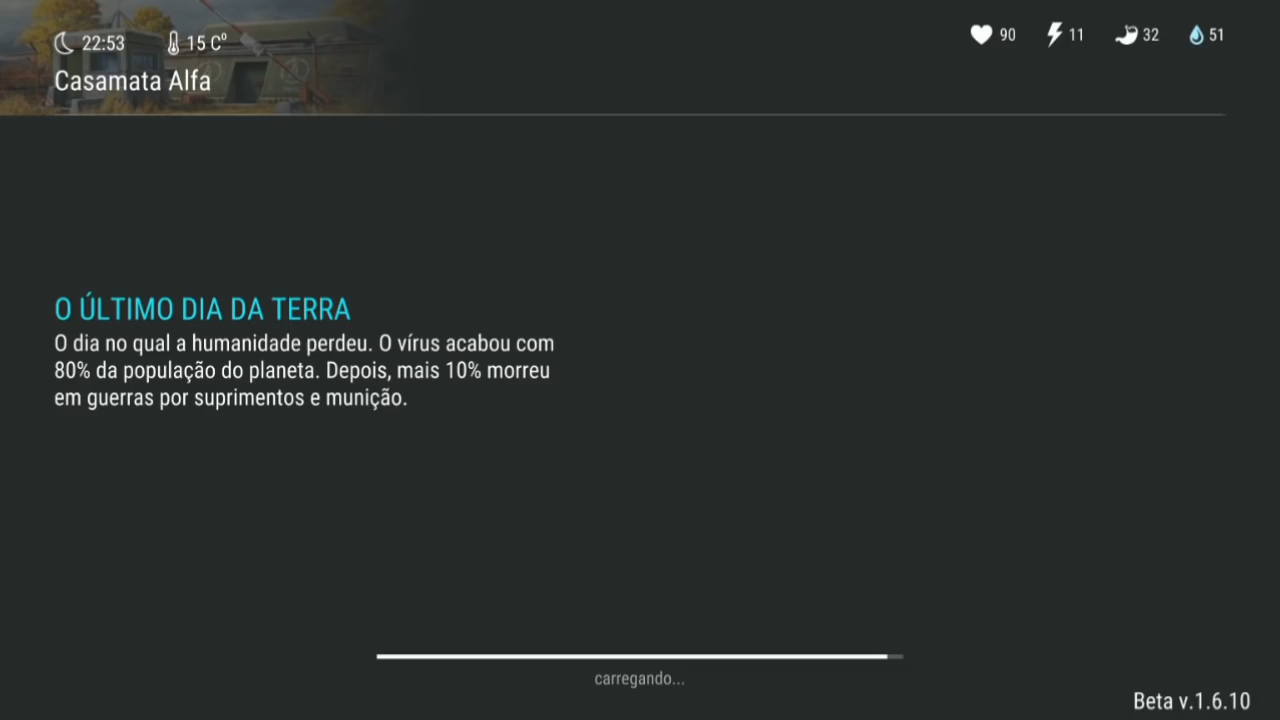 22:53 15 Cº
Casamata Alfa
90 11 32 51
O ÚLTIMO DIA DA TERRA
O dia no qual a humanidade perdeu. O vírus acabou com
80% da população do planeta. Depois, mais 10% morreu
em guerras por suprimentos e munição.
carregando...
Beta v.1.6.10